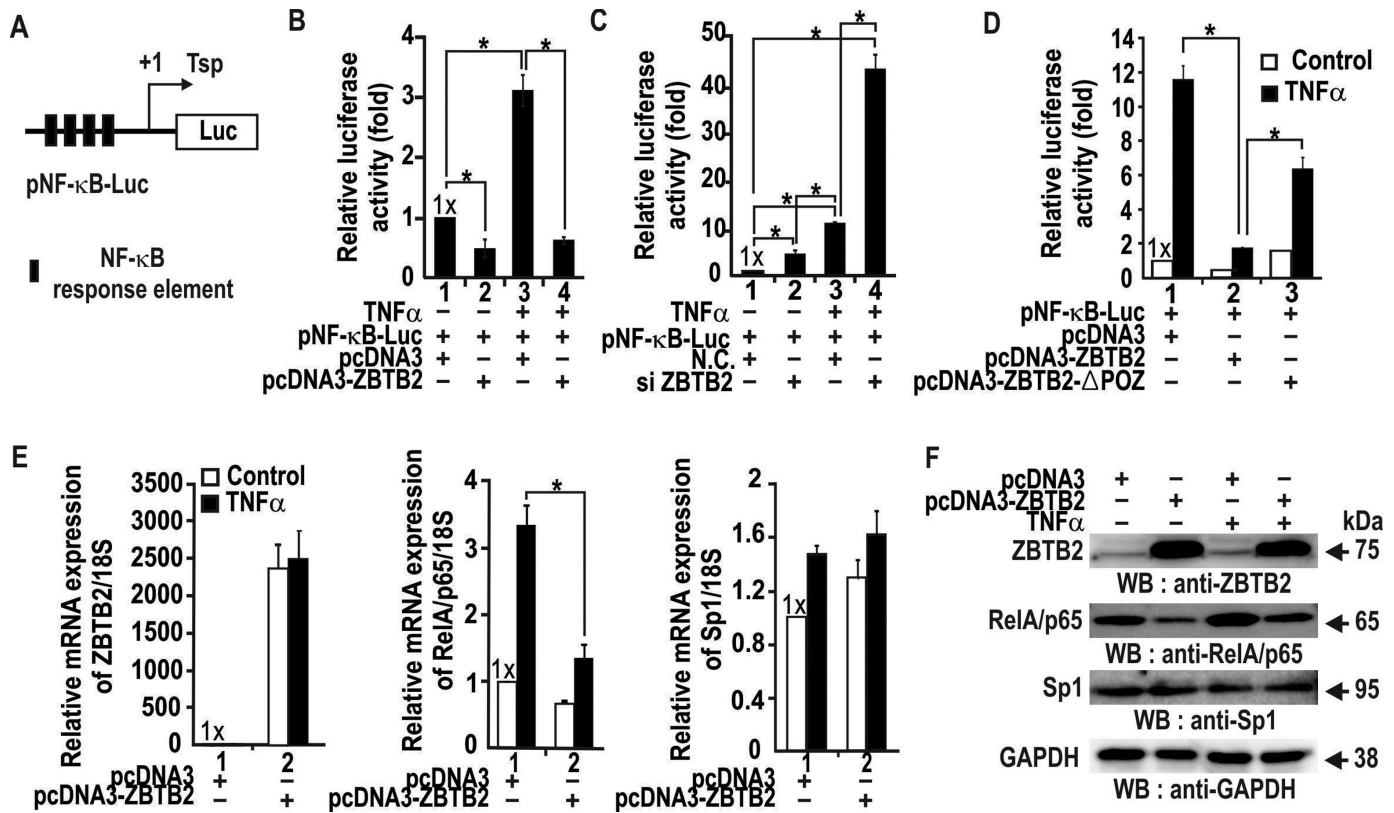 A
+1
Tsp
Luc
pNF-κB-Luc
NF-κB
response element
B
Relative luciferase
activity (fold)
4
3
2
1
0
1x
*
*
*
1 2 3 4
TNFα – – + +
pNF-κB-Luc + + + +
pcDNA3 + – + –
pcDNA3-ZBTB2 – + – +
C
Relative luciferase
activity (fold)
50
40
50
20
10
0
1x
*
*
*
*
*
1 2 3 4
TNFα – – + +
pNF-κB-Luc + + + +
N.C. + – + –
si ZBTB2 – + – +
D
Relative luciferase
activity (fold)
14
12
10
8
6
4
2
0
Control
TNFα
1x
*
*
1 2 3
pNF-κB-Luc + + +
pcDNA3 + – –
pcDNA3-ZBTB2 – + –
pcDNA3-ZBTB2-△POZ – – +
E
Relative mRNA expression
of ZBTB2/18S
3500
3000
2500
2000
1500
1000
500
0
Control
TNFα
1x
1 2
pcDNA3 + –
pcDNA3-ZBTB2 – +
Relative mRNA expression
of RelA/p65/18S
4
3
2
1
0
1x
*
1 2
pcDNA3 + –
pcDNA3-ZBTB2 – +
Relative mRNA expression
of Sp1/18S
2
1.6
1.2
0.8
0.4
0
1x
1 2
pcDNA3 + –
pcDNA3-ZBTB2 – +
F
pcDNA3 + – + –
pcDNA3-ZBTB2 – + – +
TNFα – – + +
kDa
ZBTB2 75
WB : anti-ZBTB2
RelA/p65 65
WB : anti-RelA/p65
Sp1 95
WB : anti-Sp1
GAPDH 38
WB : anti-GAPDH